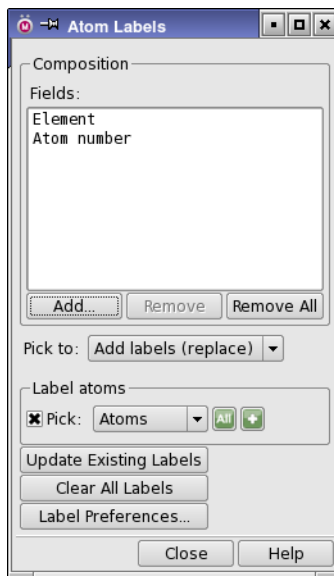 Atom Labels
Composition
Fields:
Element
Atom number
Add... Remove Remove All
Pick to: Add labels (replace)
Label atoms
Pick: Atoms All
Update Existing Labels
Clear All Labels
Label Preferences...
Close Help